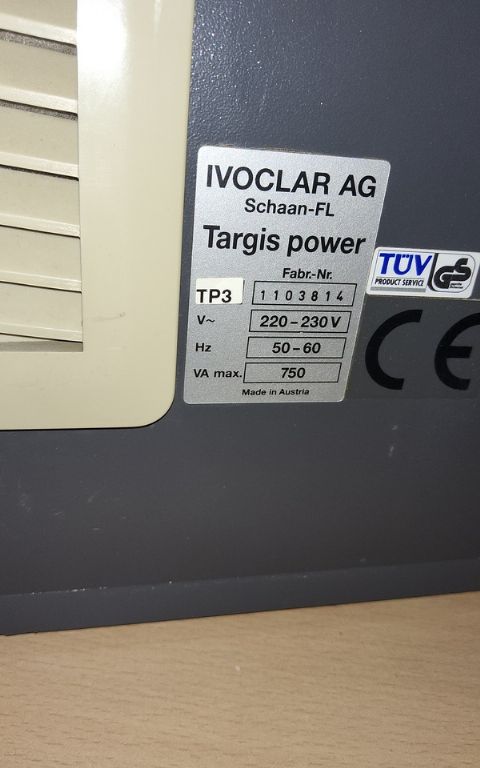 IVOCLAR AG
Schaan-FL
Targis power
Fabr.-Nr.
TP3 1103814
V~ 220-230 V
Hz 50-60
VA max. 750
Made in Austria
TÜV
PRODUCT SERVICE
GS
CE